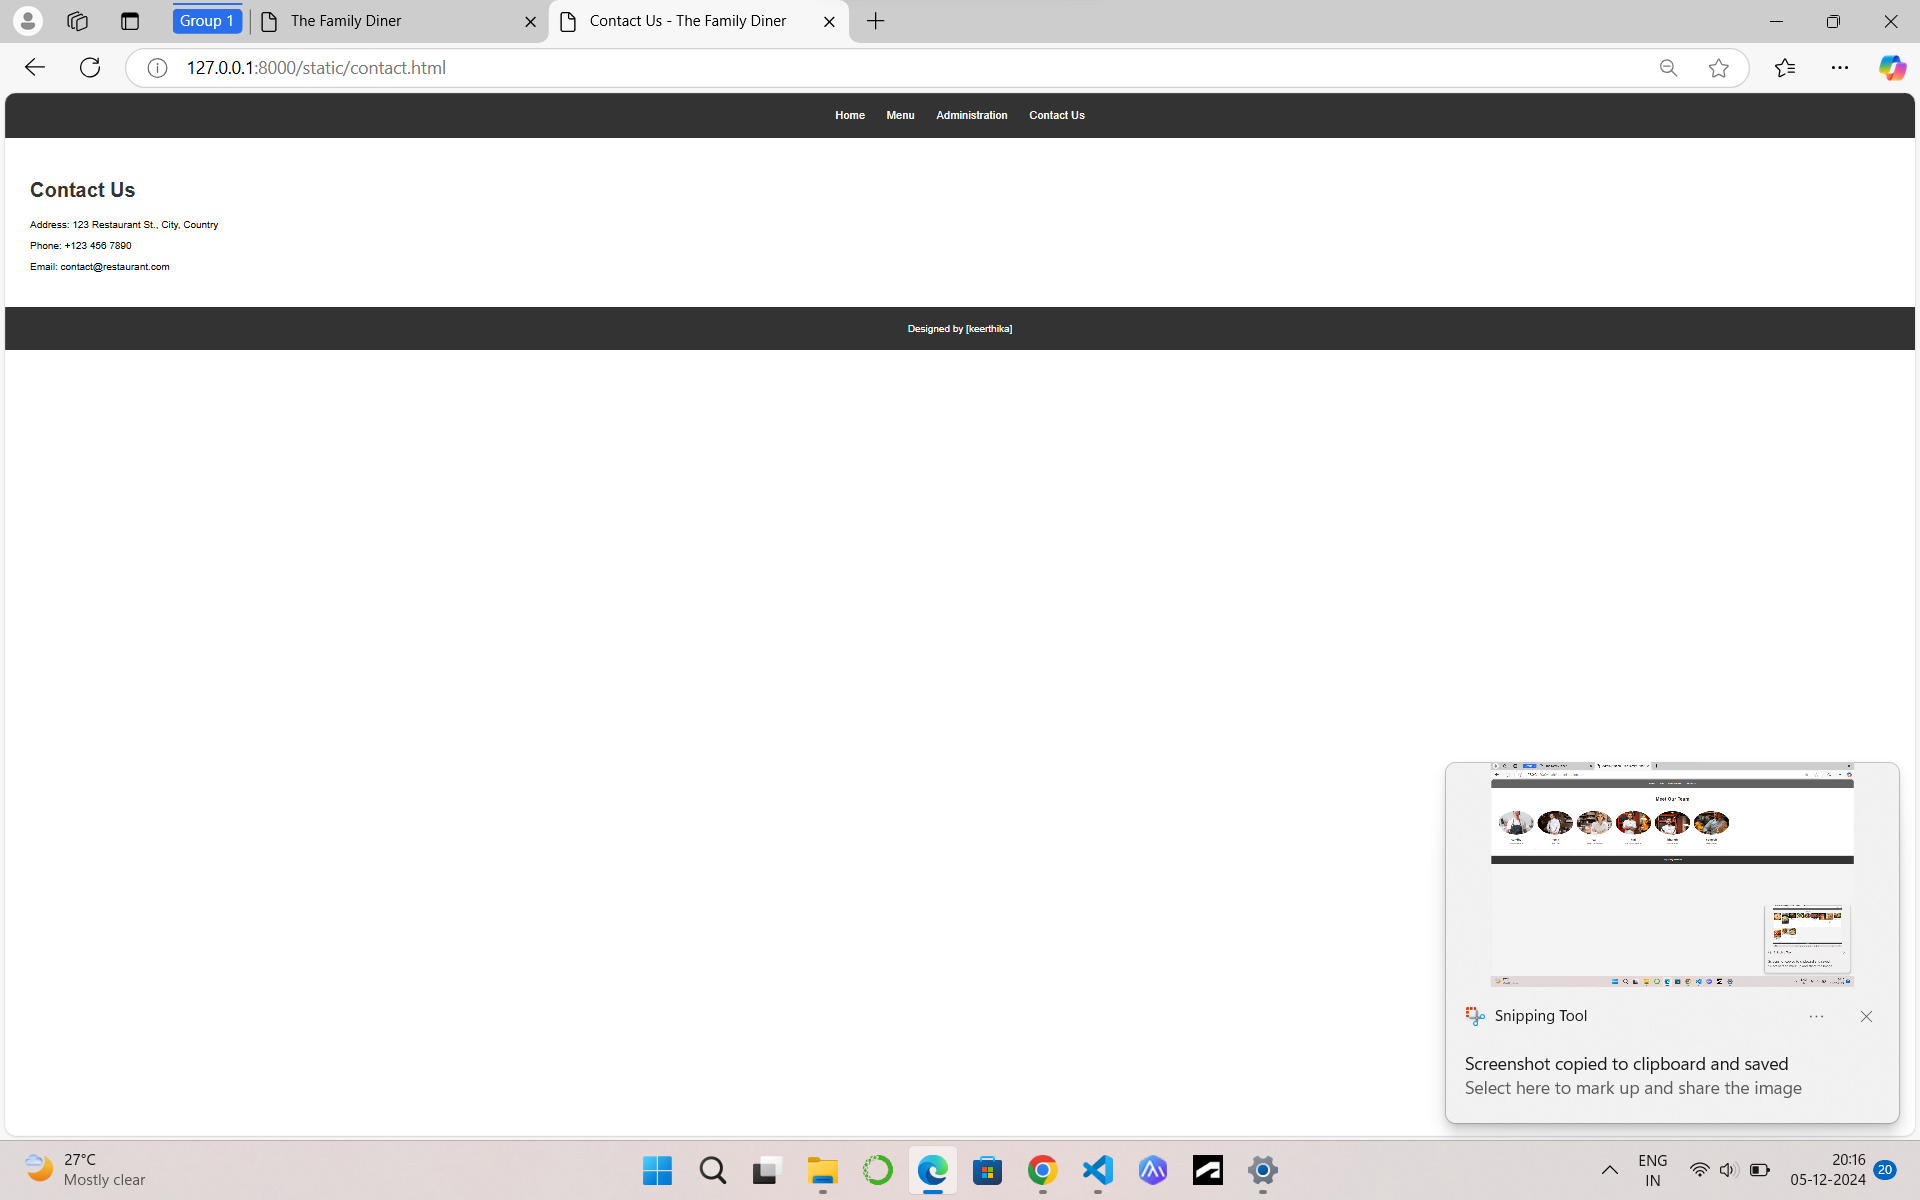 Group 1
The Family Diner
Contact Us - The Family Diner
127.0.0.1:8000/static/contact.html
Home Menu Administration Contact Us
Contact Us
Address: 123 Restaurant St., City, Country
Phone: +123 456 7890
Email: contact@restaurant.com
Designed by [keerthika]
Meet Our Team
Snipping Tool
Screenshot copied to clipboard and saved
Select here to mark up and share the image
27°C
Mostly clear
ENG
IN
20:16
05-12-2024
20